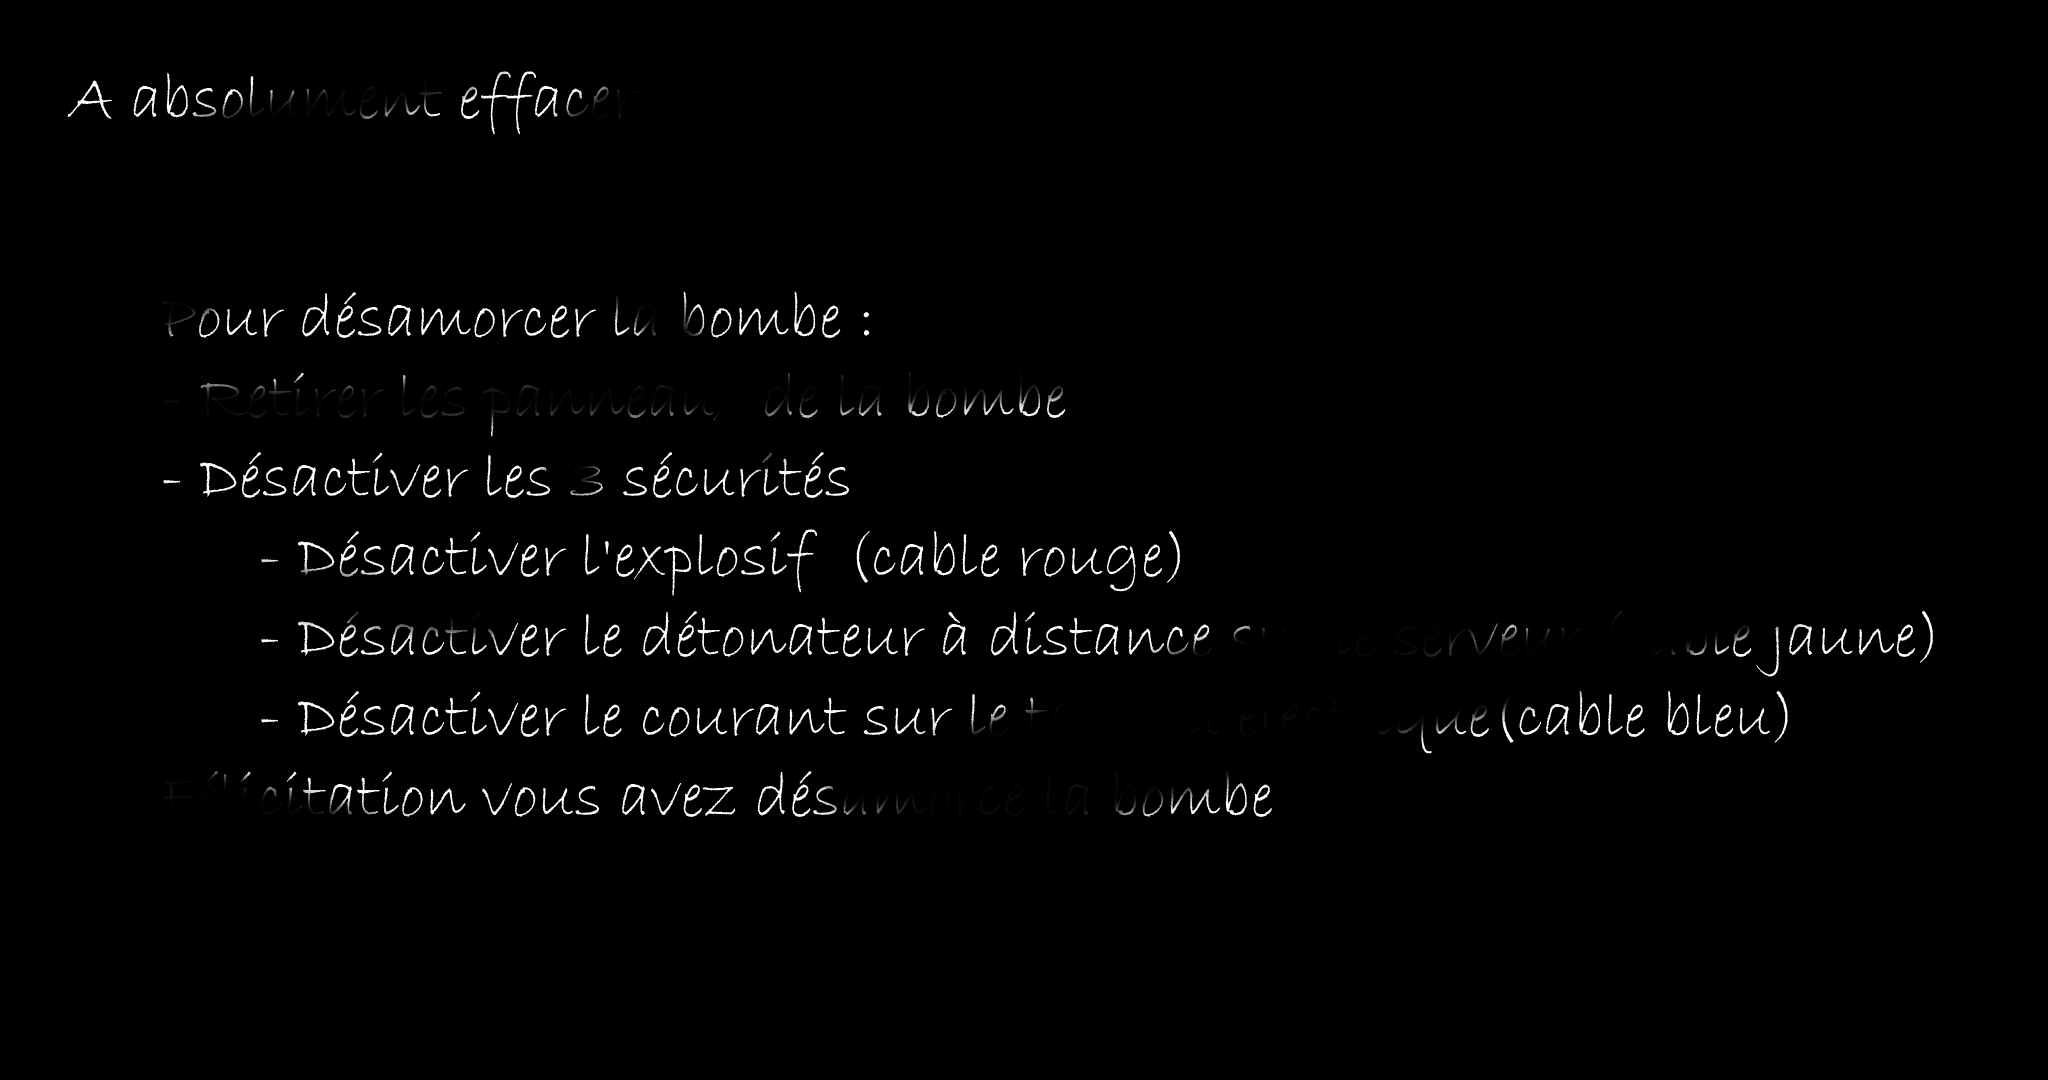 A absolument effacer
Pour désamorcer la bombe :
- Retirer les panneau de la bombe
- Désactiver les 3 sécurités
- Désactiver l'explosif (cable rouge)
- Désactiver le détonateur à distance sur le serveur (cable jaune)
- Désactiver le courant sur le tableau electrique(cable bleu)
Félicitation vous avez désamorcé la bombe